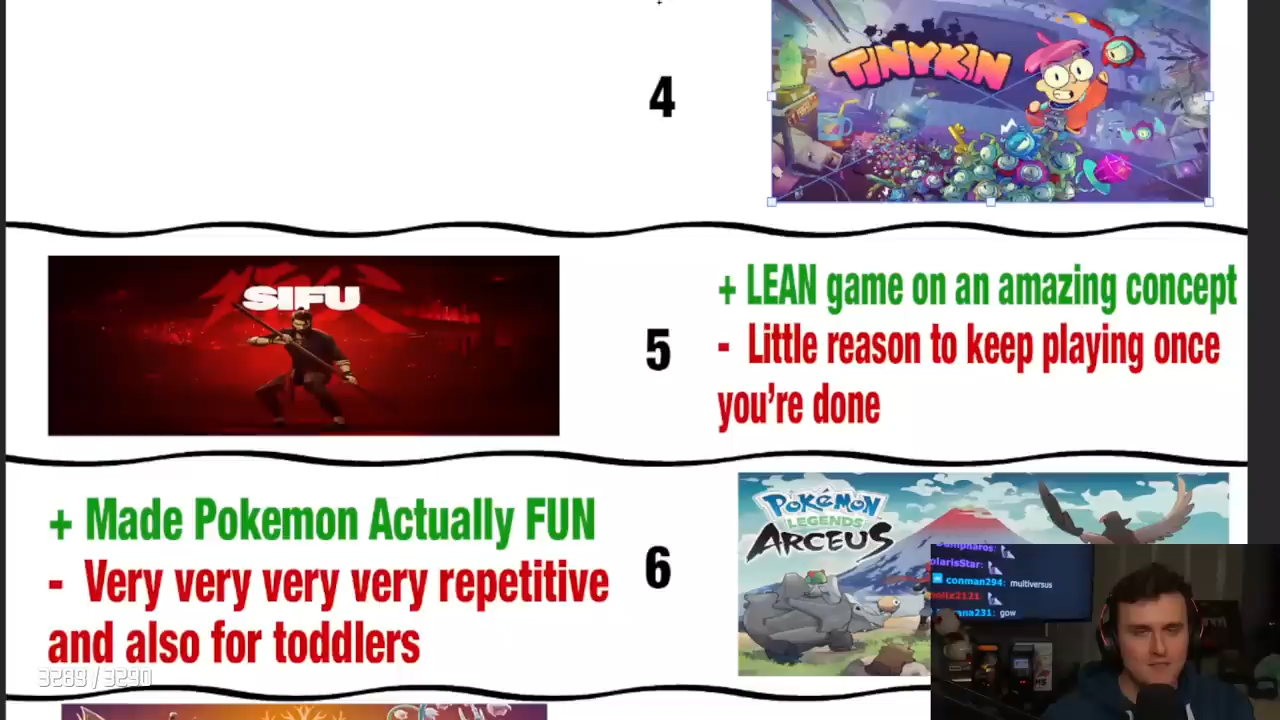 4
TINYKIN
SIFU
5
+ LEAN game on an amazing concept
- Little reason to keep playing once
you're done
+ Made Pokemon Actually FUN
- Very very very very repetitive
and also for toddlers
6
POKéMON
LEGENDS
ARCEUS
conman294: multiversus
gow
3289 / 3290